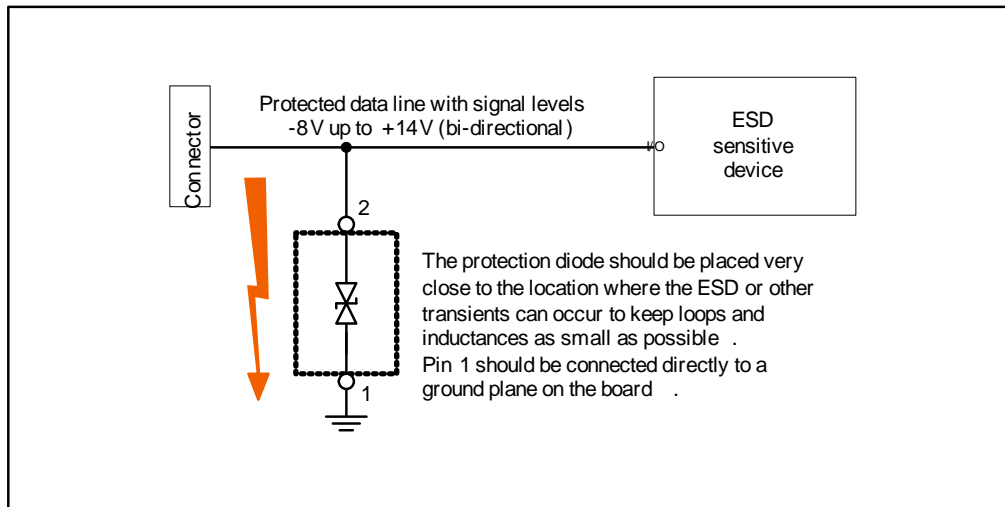 Connector
Protected data line with signal levels
-8V up to +14V (bi-directional)
I/O
ESD
sensitive
device
2
The protection diode should be placed very
close to the location where the ESD or other
transients can occur to keep loops and
inductances as small as possible .
Pin 1 should be connected directly to a
ground plane on the board .
1